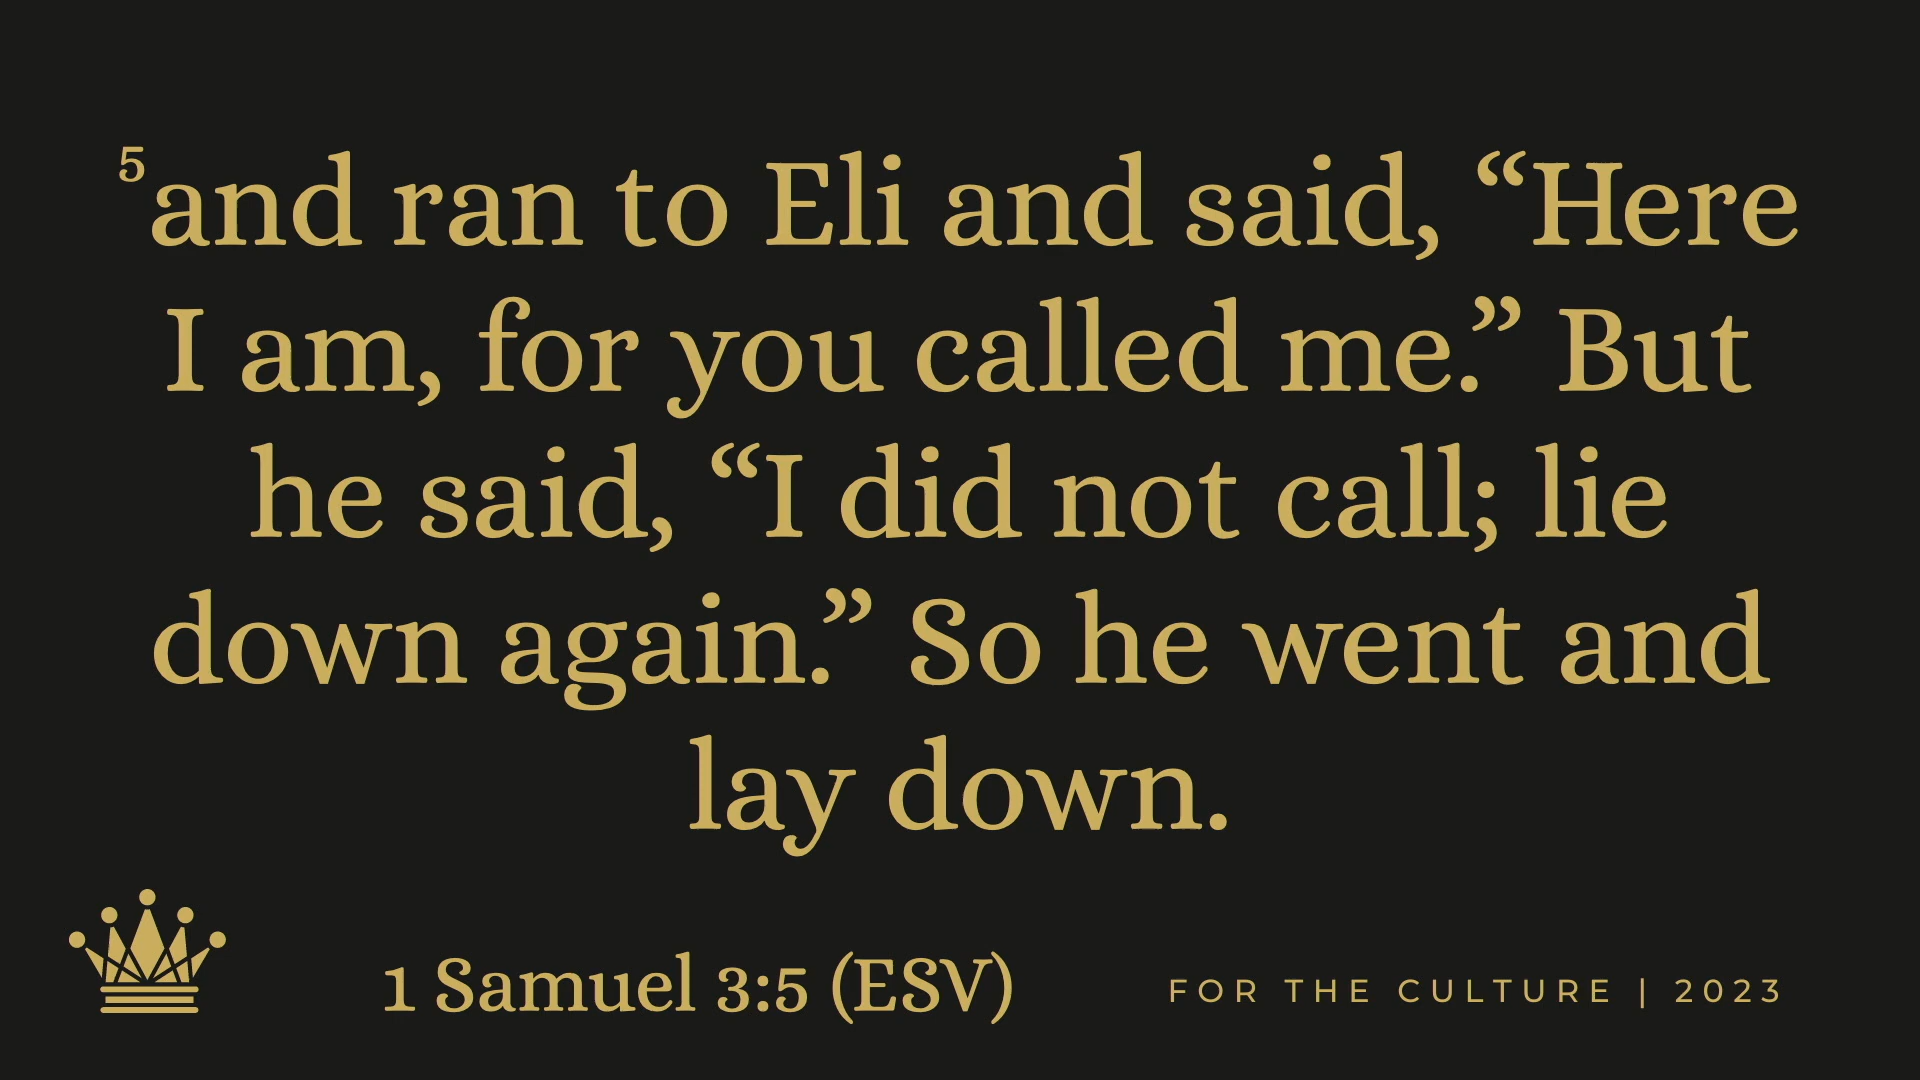 ⁵and ran to Eli and said, “Here
I am, for you called me.” But
he said, “I did not call; lie
down again.” So he went and
lay down.
1 Samuel 3:5 (ESV)
FOR THE CULTURE | 2023